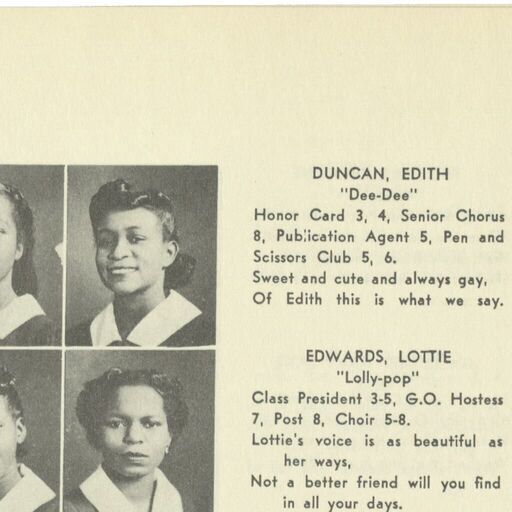 DUNCAN, EDITH
"Dee-Dee"
Honor Card 3, 4, Senior Chorus
8, Publication Agent 5, Pen and
Scissors Club 5, 6.
Sweet and cute and always gay,
Of Edith this is what we say.
EDWARDS, LOTTIE
"Lolly-pop"
Class President 3-5, G.O. Hostess
7, Post 8, Choir 5-8.
Lottie's voice is as beautiful as
her ways,
Not a better friend will you find
in all your days.